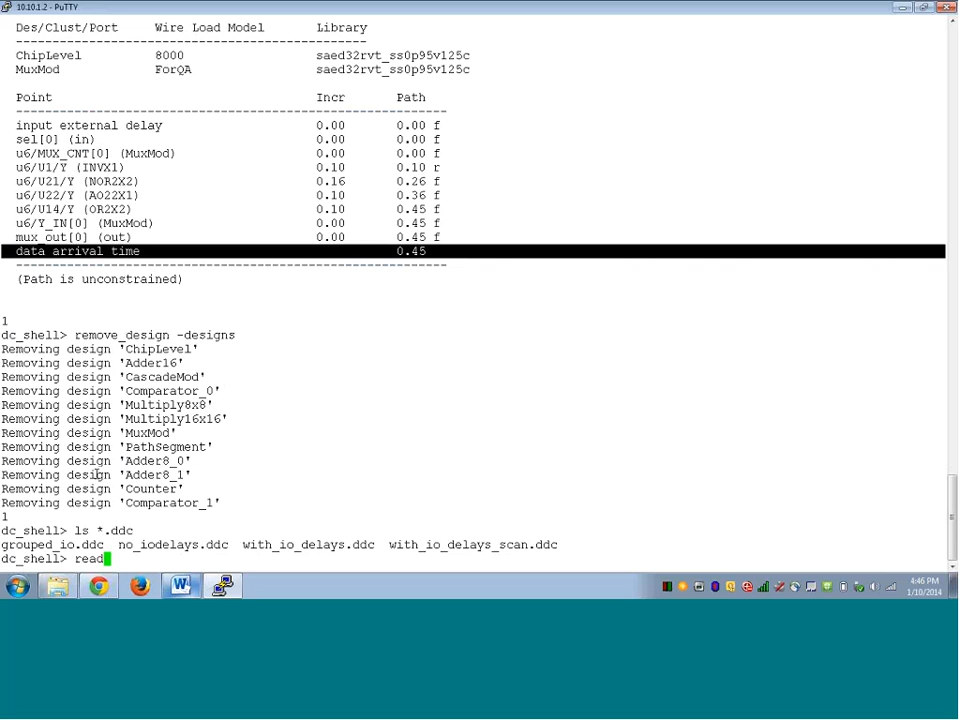 10.10.1.2 - PuTTY
Des/Clust/Port Wire Load Model Library
------------------------------------------------
ChipLevel 8000 saed32rvt_ss0p95v125c
MuxMod ForQA saed32rvt_ss0p95v125c
Point Incr Path
-----------------------------------------------------------
input external delay 0.00 0.00 f
sel[0] (in) 0.00 0.00 f
u6/MUX_CNT[0] (MuxMod) 0.00 0.00 f
u6/U1/Y (INVX1) 0.10 0.10 r
u6/U21/Y (NOR2X2) 0.16 0.26 f
u6/U22/Y (AO22X1) 0.10 0.36 f
u6/U14/Y (OR2X2) 0.10 0.45 f
u6/Y_IN[0] (MuxMod) 0.00 0.45 f
mux_out[0] (out) 0.00 0.45 f
data arrival time 0.45
-----------------------------------------------------------
(Path is unconstrained)
1
dc_shell> remove_design -designs
Removing design 'ChipLevel'
Removing design 'Adder16'
Removing design 'CascadeMod'
Removing design 'Comparator_0'
Removing design 'Multiply8x8'
Removing design 'Multiply16x16'
Removing design 'MuxMod'
Removing design 'PathSegment'
Removing design 'Adder8_0'
Removing design 'Adder8_1'
Removing design 'Counter'
Removing design 'Comparator_1'
1
dc_shell> ls *.ddc
grouped_io.ddc no_iodelays.ddc with_io_delays.ddc with_io_delays_scan.ddc
dc_shell> read
4:46 PM
1/10/2014